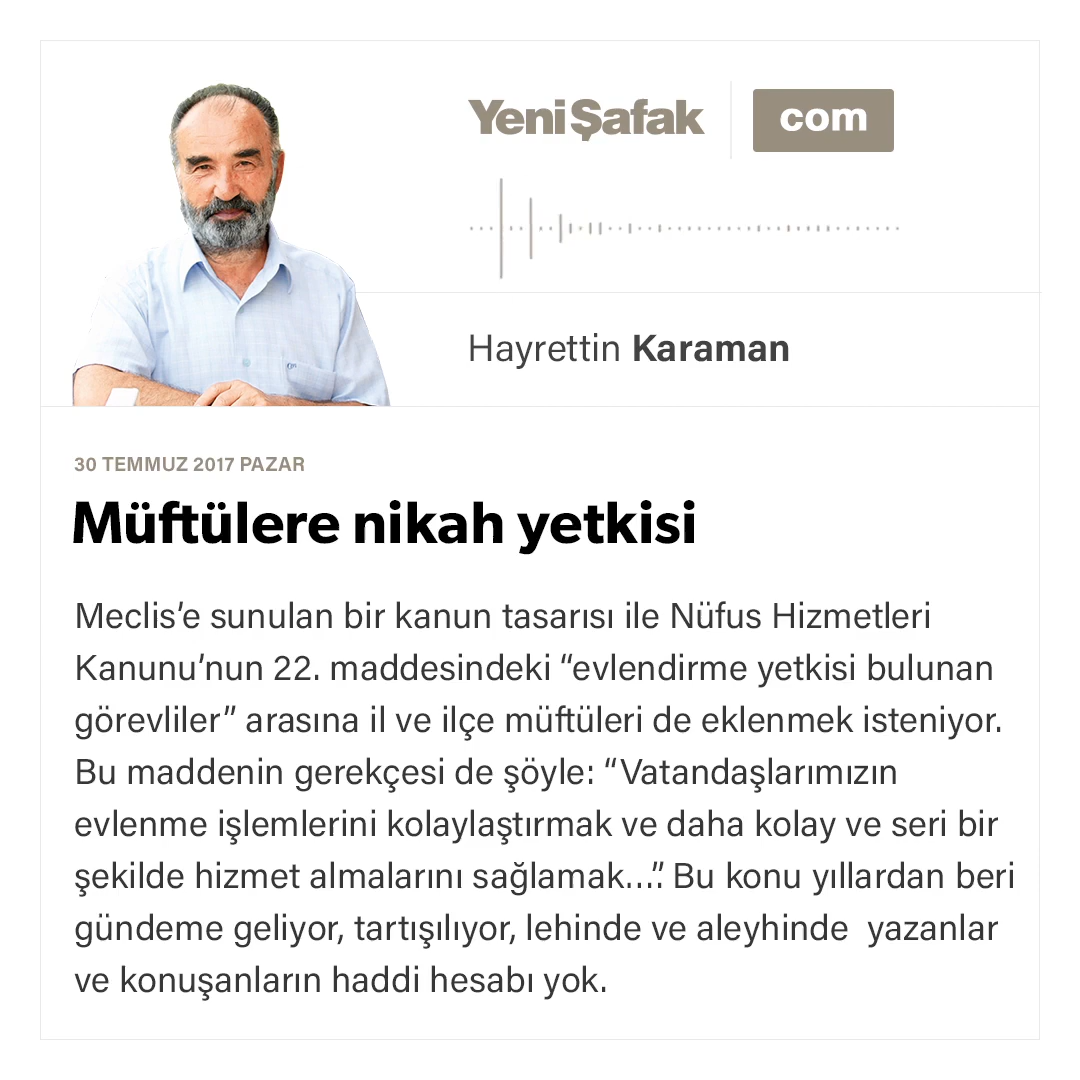 YeniŞafak com
Hayrettin Karaman
30 TEMMUZ 2017 PAZAR
Müftülere nikah yetkisi
Meclis’e sunulan bir kanun tasarısı ile Nüfus Hizmetleri
Kanunu’nun 22. maddesindeki “evlendirme yetkisi bulunan
görevliler” arasına il ve ilçe müftüleri de eklenmek isteniyor.
Bu maddenin gerekçesi de şöyle: “Vatandaşlarımızın
evlenme işlemlerini kolaylaştırmak ve daha kolay ve seri bir
şekilde hizmet almalarını sağlamak…”. Bu konu yıllardan beri
gündeme geliyor, tartışılıyor, lehinde ve aleyhinde  yazanlar
ve konuşanların haddi hesabı yok.